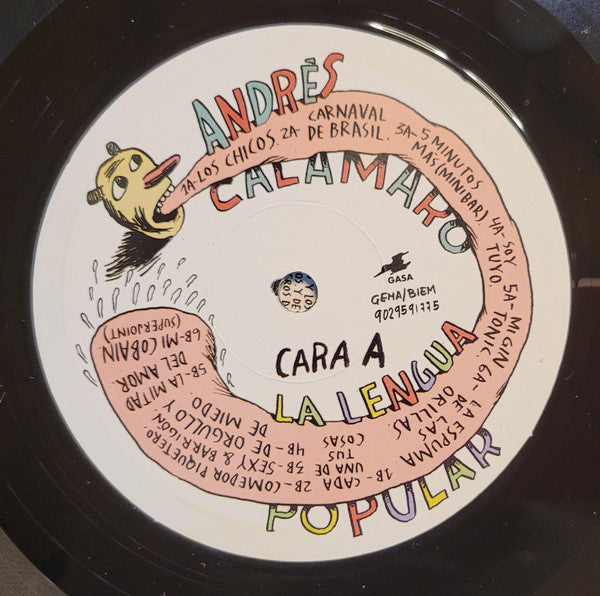 ANDRÉS
CALAMARO
1A-LOS CHICOS.
2A- CARNAVAL
DE BRASIL.
3A- 5 MINUTOS
MÁS (MINIBAR).
4A- SOY
TUYO.
5A- MI GIN
TONIC
6A- LA ESPUMA
DE LAS
ORILLAS
1B- CADA
UNA DE
TUS
COSAS
2B- COMEDOR PIQUETERO.
3B- SEXY & BARRIGÓN
4B- DE ORGULLO Y
DE MIEDO
5B- LA MITAD
DEL AMOR
6B- MI COBAIN
(SUPERJOINT)
GASA
GEMA/BIEM
9029591775
CARA A
LA LENGUA
POPULAR